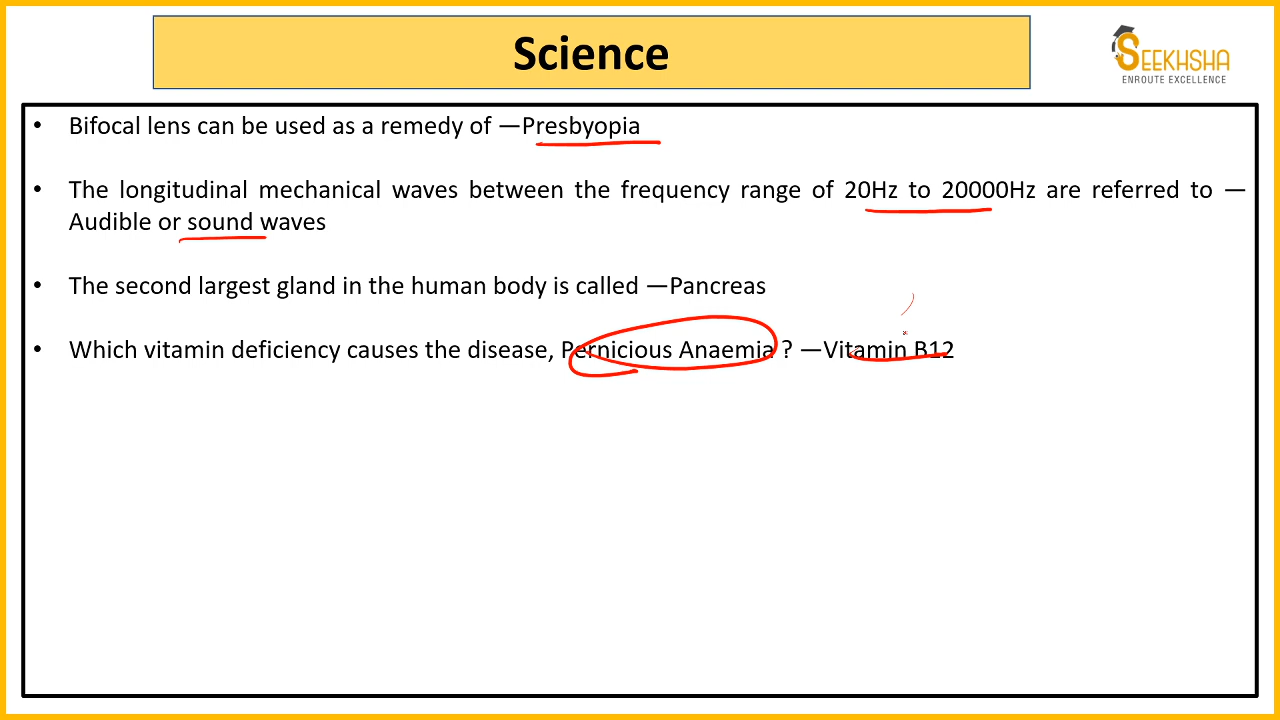 Science
SEEKHSHA
ENROUTE EXCELLENCE
• Bifocal lens can be used as a remedy of —Presbyopia
• The longitudinal mechanical waves between the frequency range of 20Hz to 20000Hz are referred to —
Audible or sound waves
• The second largest gland in the human body is called —Pancreas
• Which vitamin deficiency causes the disease, Pernicious Anaemia ? —Vitamin B12